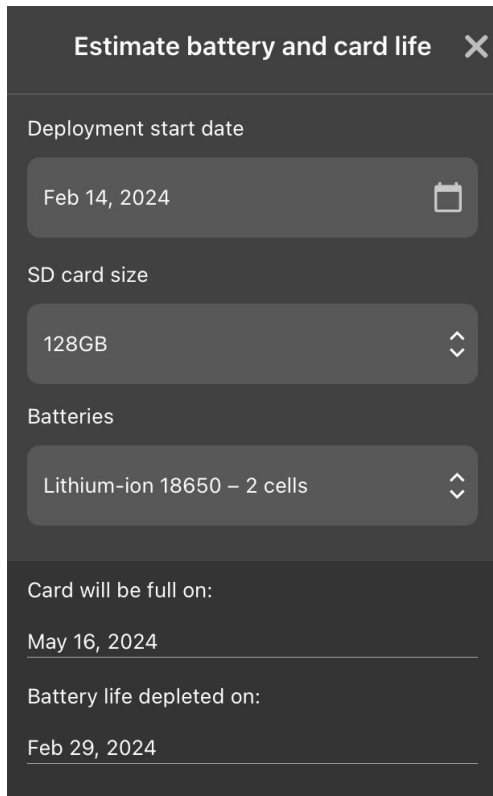 Estimate battery and card life
Deployment start date
Feb 14, 2024
SD card size
128GB
Batteries
Lithium-ion 18650 – 2 cells
Card will be full on:
May 16, 2024
Battery life depleted on:
Feb 29, 2024